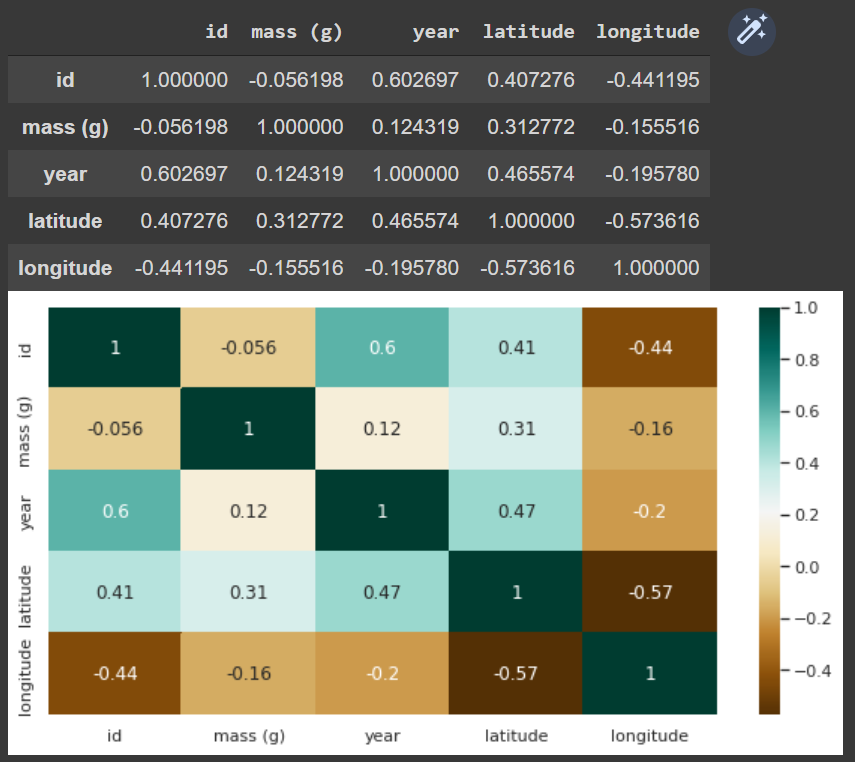 id mass (g) year latitude longitude
id 1.000000 -0.056198 0.602697 0.407276 -0.441195
mass (g) -0.056198 1.000000 0.124319 0.312772 -0.155516
year 0.602697 0.124319 1.000000 0.465574 -0.195780
latitude 0.407276 0.312772 0.465574 1.000000 -0.573616
longitude -0.441195 -0.155516 -0.195780 -0.573616 1.000000
id 1 -0.056 0.6 0.41 -0.44
mass (g) -0.056 1 0.12 0.31 -0.16
year 0.6 0.12 1 0.47 -0.2
latitude 0.41 0.31 0.47 1 -0.57
longitude -0.44 -0.16 -0.2 -0.57 1
id mass (g) year latitude longitude
1.0
0.8
0.6
0.4
0.2
0.0
−0.2
−0.4